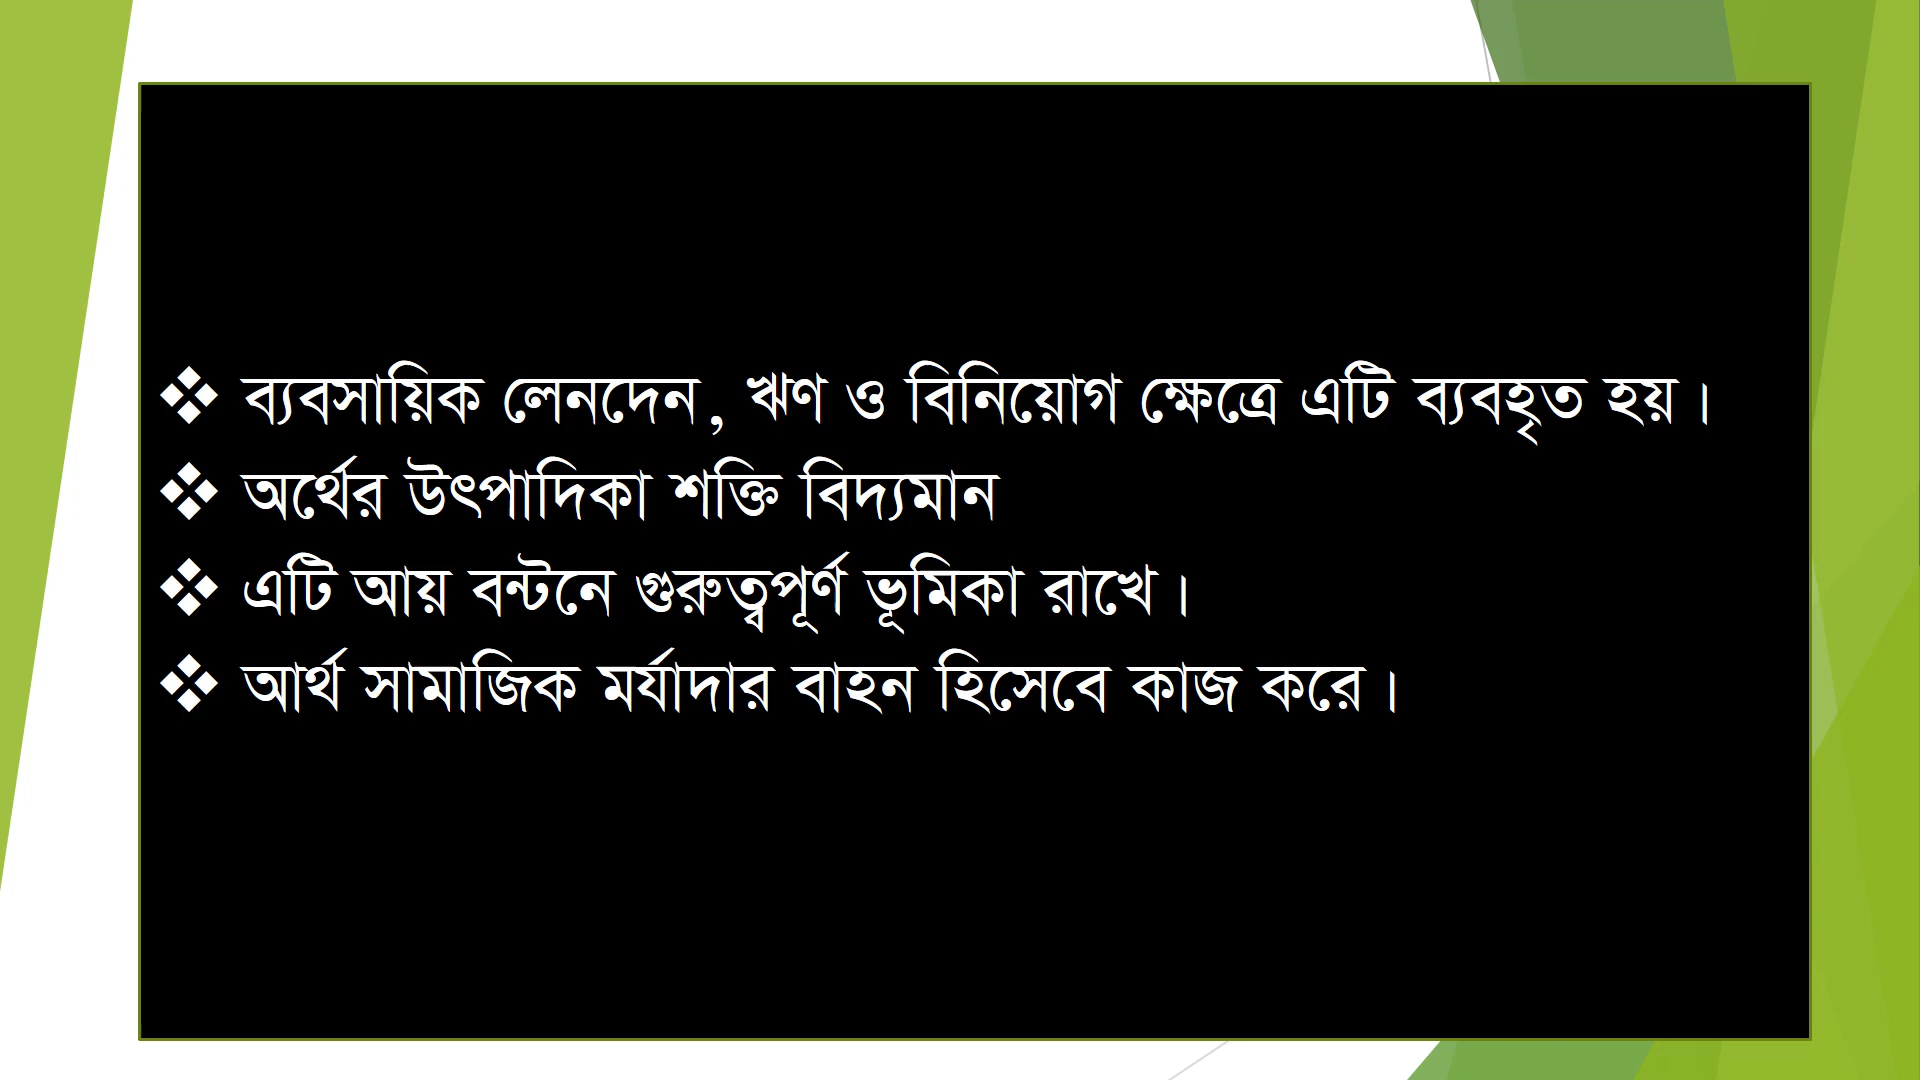 ❖ ব্যবসায়িক লেনদেন, ঋণ ও বিনিয়োগ ক্ষেত্রে এটি ব্যবহৃত হয়।
❖ অর্থের উৎপাদিকা শক্তি বিদ্যমান
❖ এটি আয় বন্টনে গুরুত্বপূর্ণ ভূমিকা রাখে।
❖ আর্থ সামাজিক মর্যাদার বাহন হিসেবে কাজ করে।